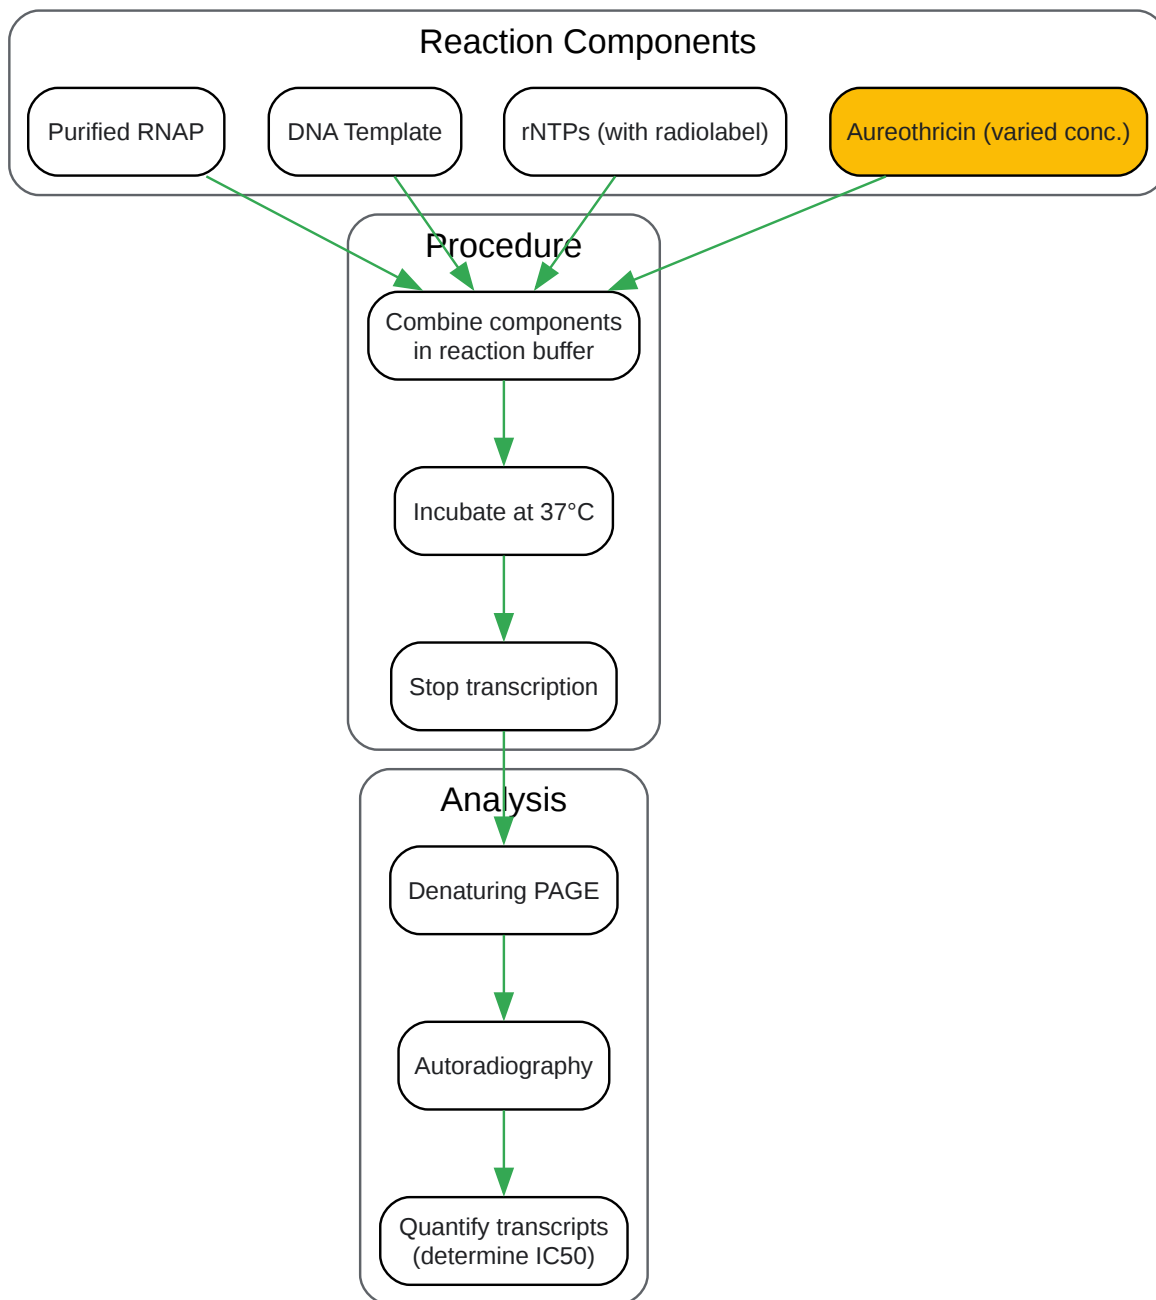 Reaction Components
Purified RNAP
DNA Template
rNTPs (with radiolabel)
Aureothricin (varied conc.)
Procedure
Combine components
in reaction buffer
Incubate at 37°C
Stop transcription
Analysis
Denaturing PAGE
Autoradiography
Quantify transcripts
(determine IC50)